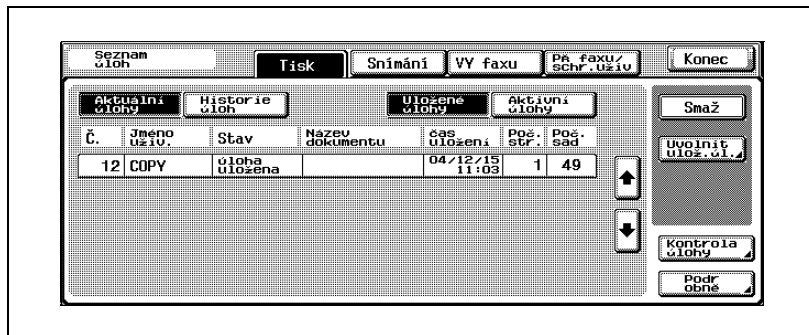 Seznam
úloh
Tisk
Snímání
VY faxu
PA faxu/
schr.uživ
Konec
Aktuální
úlohy
Historie
úloh
Uložené
úlohy
Aktivní
úlohy
Smaž
Č.
Jméno
uživ.
Stav
Název
dokumentu
čas
uložení
Poč.
str.
Poč.
sad
Uvolnit
ulož.úl.
12
COPY
úloha
uložena
04/12/15
11:03
1
49
Kontrola
úlohy
Podr
obné